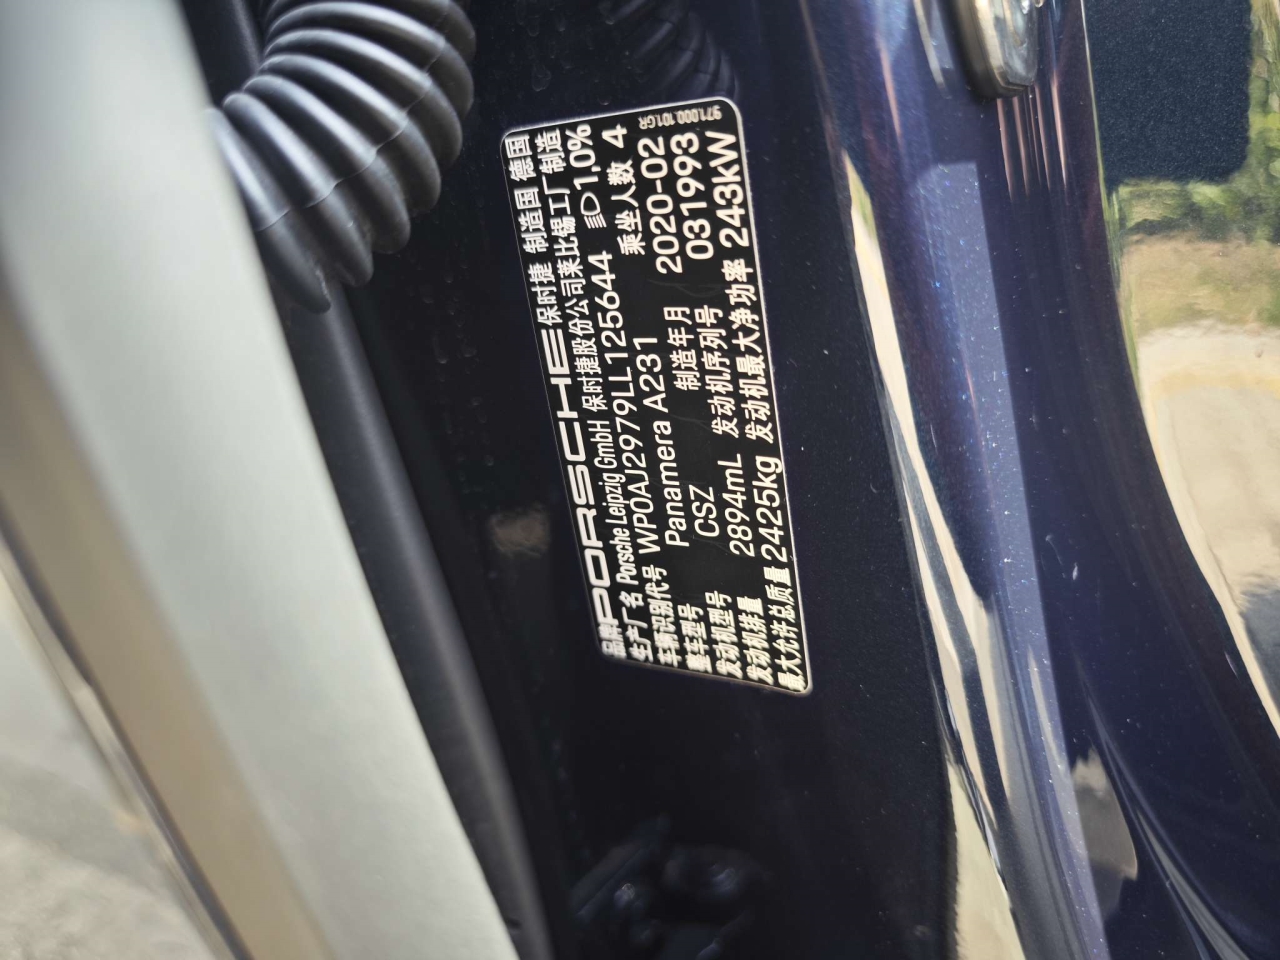 品牌 PORSCHE 保时捷 制造国 德国
生产厂名 Porsche Leipzig GmbH 保时捷股份公司莱比锡工厂制造
车辆识别代号 WP0AJ2979LL125644 1,0%
整车型号 Panamera A231 乘坐人数 4
发动机型号 CSZ 制造年月 2020-02
发动机排量 2894mL 发动机序列号 031993
最大允许总质量 2425kg 发动机最大净功率 243kW
971.000.101.GR